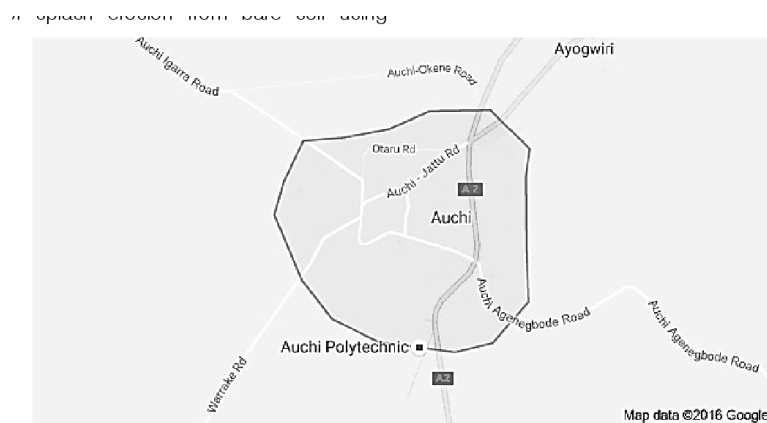 splash erosion from bare soil using
Auchi Igarra Road
Auchi-Okene Road
Ayogwiri
Otaru Rd
Auchi - Jattu Rd
A2
Auchi
Auchi Agenegbode Road
Auchi Agenegbode Road
Auchi Polytechnic
Warrake Rd
A2
Map data ©2016 Google